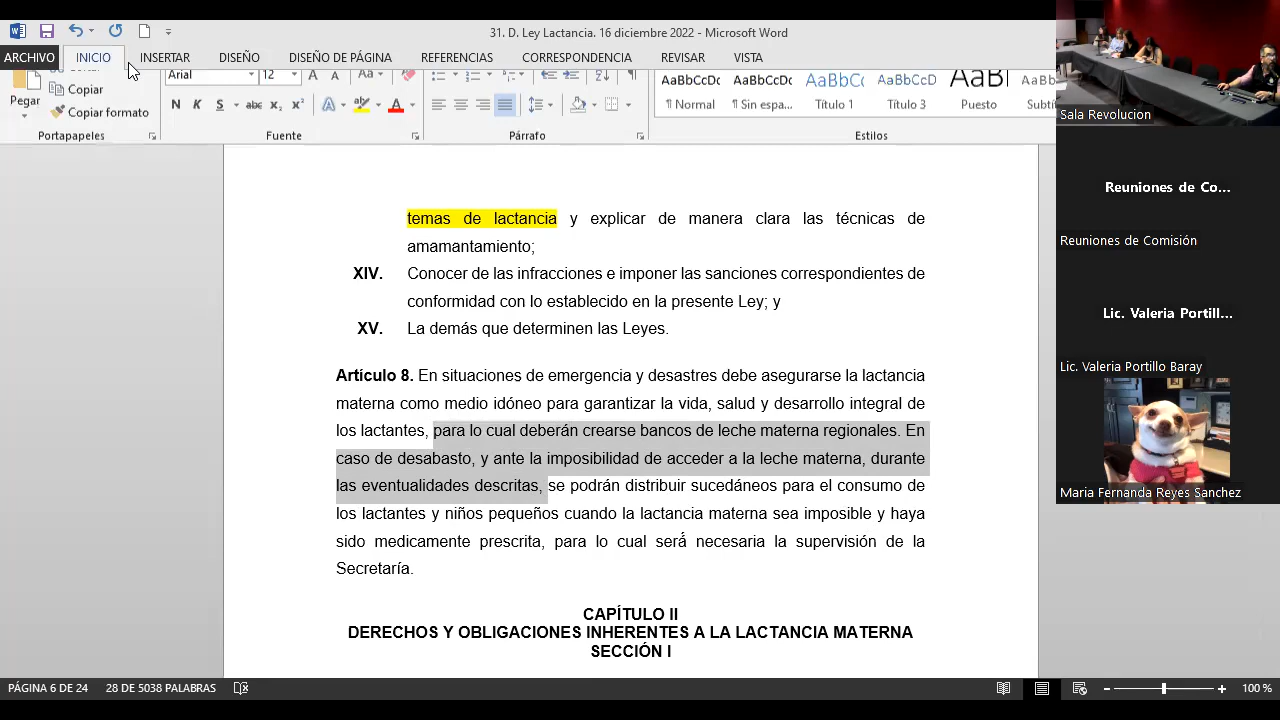 31. D. Ley Lactancia. 16 diciembre 2022 - Microsoft Word
ARCHIVO INICIO INSERTAR DISEÑO DISEÑO DE PÁGINA REFERENCIAS CORRESPONDENCIA REVISAR VISTA
Pegar
Copiar
Copiar formato
Portapapeles
Arial 12 A A Aa
N K S abc x₂ x² A A
Fuente
Párrafo
AaBbCcDc AaBbCcDc AaBbCc AaBbCcD AaBb
¶ Normal ¶ Sin espa... Título 1 Título 3 Puesto Subtí
Estilos
temas de lactancia y explicar de manera clara las técnicas de
amamantamiento;
XIV. Conocer de las infracciones e imponer las sanciones correspondientes de
conformidad con lo establecido en la presente Ley; y
XV. La demás que determinen las Leyes.
Artículo 8. En situaciones de emergencia y desastres debe asegurarse la lactancia
materna como medio idóneo para garantizar la vida, salud y desarrollo integral de
los lactantes, para lo cual deberán crearse bancos de leche materna regionales. En
caso de desabasto, y ante la imposibilidad de acceder a la leche materna, durante
las eventualidades descritas, se podrán distribuir sucedáneos para el consumo de
los lactantes y niños pequeños cuando la lactancia materna sea imposible y haya
sido medicamente prescrita, para lo cual será necesaria la supervisión de la
Secretaría.
CAPÍTULO II
DERECHOS Y OBLIGACIONES INHERENTES A LA LACTANCIA MATERNA
SECCIÓN I
PÁGINA 6 DE 24 28 DE 5038 PALABRAS 100 %
Sala Revolucion
Reuniones de Co...
Reuniones de Comisión
Lic. Valeria Portill...
Lic. Valeria Portillo Baray
Maria Fernanda Reyes Sanchez